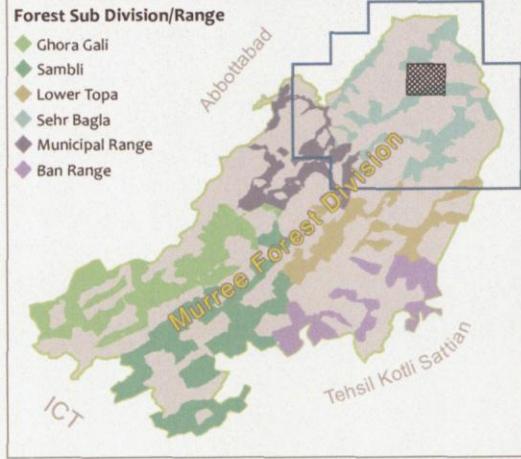 Forest Sub Division/Range
Ghora Gali
Sambli
Lower Topa
Sehr Bagla
Municipal Range
Ban Range
Abbottabad
Murree Forest Division
Tehsil Kotli Sattian
ICT